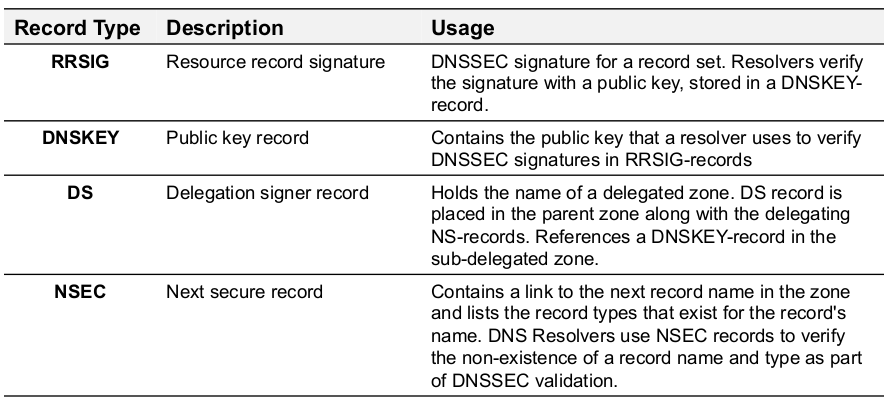 Record Type Description Usage
RRSIG Resource record signature DNSSEC signature for a record set. Resolvers verify
the signature with a public key, stored in a DNSKEY-
record.
DNSKEY Public key record Contains the public key that a resolver uses to verify
DNSSEC signatures in RRSIG-records
DS Delegation signer record Holds the name of a delegated zone. DS record is
placed in the parent zone along with the delegating
NS-records. References a DNSKEY-record in the
sub-delegated zone.
NSEC Next secure record Contains a link to the next record name in the zone
and lists the record types that exist for the record's
name. DNS Resolvers use NSEC records to verify
the non-existence of a record name and type as part
of DNSSEC validation.